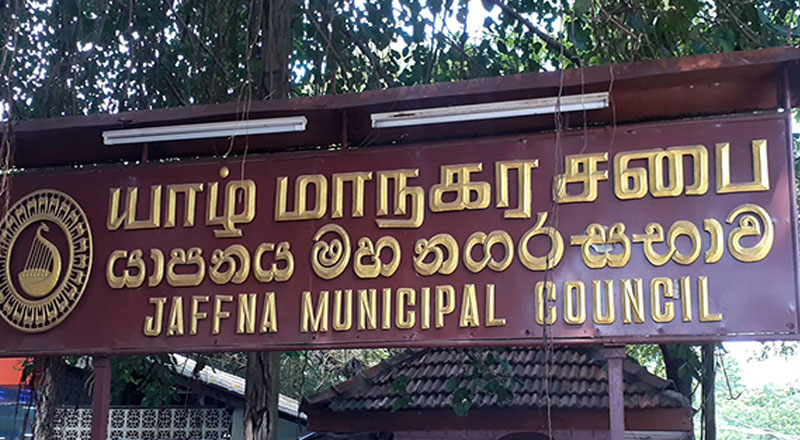 யாழ் மாநகர சபை
යාපනය මහ නගර සභාව
JAFFNA MUNICIPAL COUNCIL